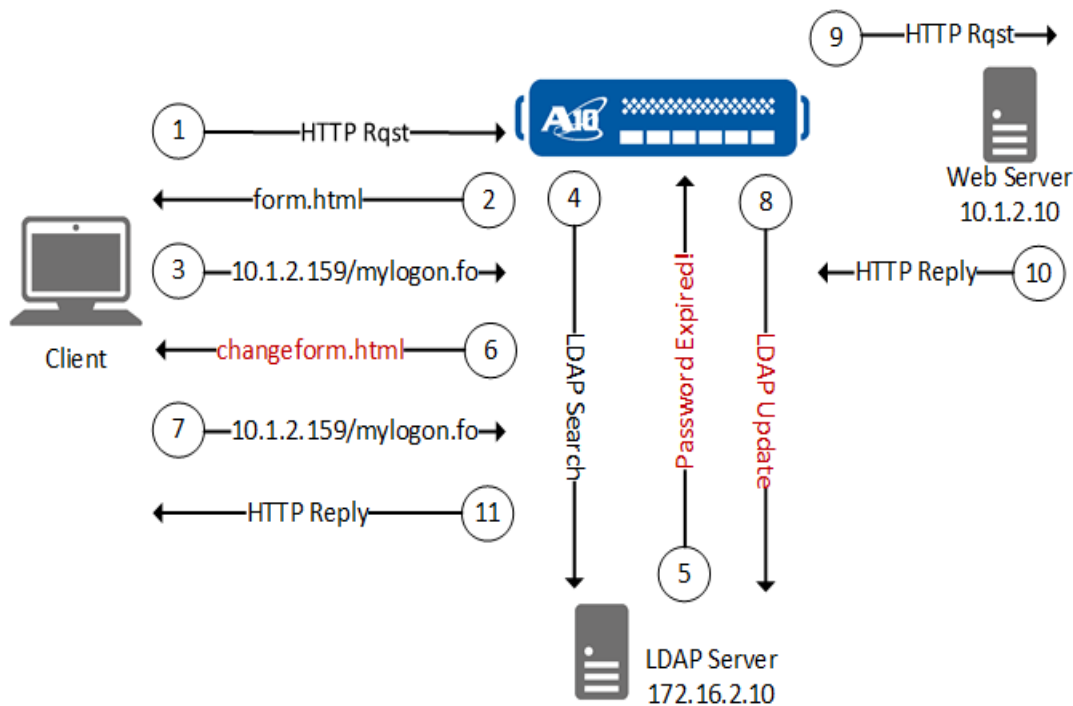 9 HTTP Rqst
A10
1 HTTP Rqst
Web Server
10.1.2.10
form.html 2
4
8
3 10.1.2.159/mylogon.fo
HTTP Reply 10
Client
changeform.html 6
LDAP Search
Password Expired!
LDAP Update
7 10.1.2.159/mylogon.fo
HTTP Reply 11
5
LDAP Server
172.16.2.10